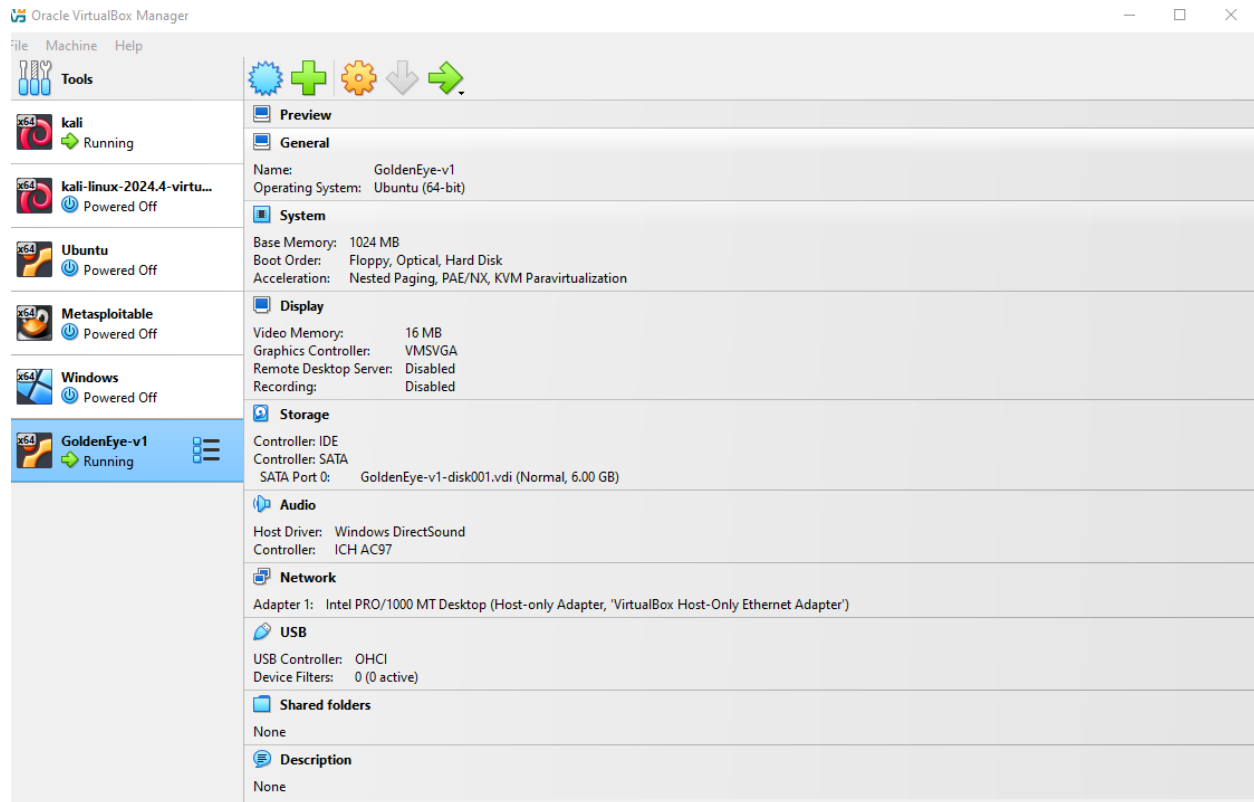 Oracle VirtualBox Manager
File Machine Help
Tools
x64 kali
Running
x64 kali-linux-2024.4-virtu...
Powered Off
x64 Ubuntu
Powered Off
x64 Metasploitable
Powered Off
x64 Windows
Powered Off
x64 GoldenEye-v1
Running
Preview
General
Name: GoldenEye-v1
Operating System: Ubuntu (64-bit)
System
Base Memory: 1024 MB
Boot Order: Floppy, Optical, Hard Disk
Acceleration: Nested Paging, PAE/NX, KVM Paravirtualization
Display
Video Memory: 16 MB
Graphics Controller: VMSVGA
Remote Desktop Server: Disabled
Recording: Disabled
Storage
Controller: IDE
Controller: SATA
SATA Port 0: GoldenEye-v1-disk001.vdi (Normal, 6.00 GB)
Audio
Host Driver: Windows DirectSound
Controller: ICH AC97
Network
Adapter 1: Intel PRO/1000 MT Desktop (Host-only Adapter, 'VirtualBox Host-Only Ethernet Adapter')
USB
USB Controller: OHCI
Device Filters: 0 (0 active)
Shared folders
None
Description
None